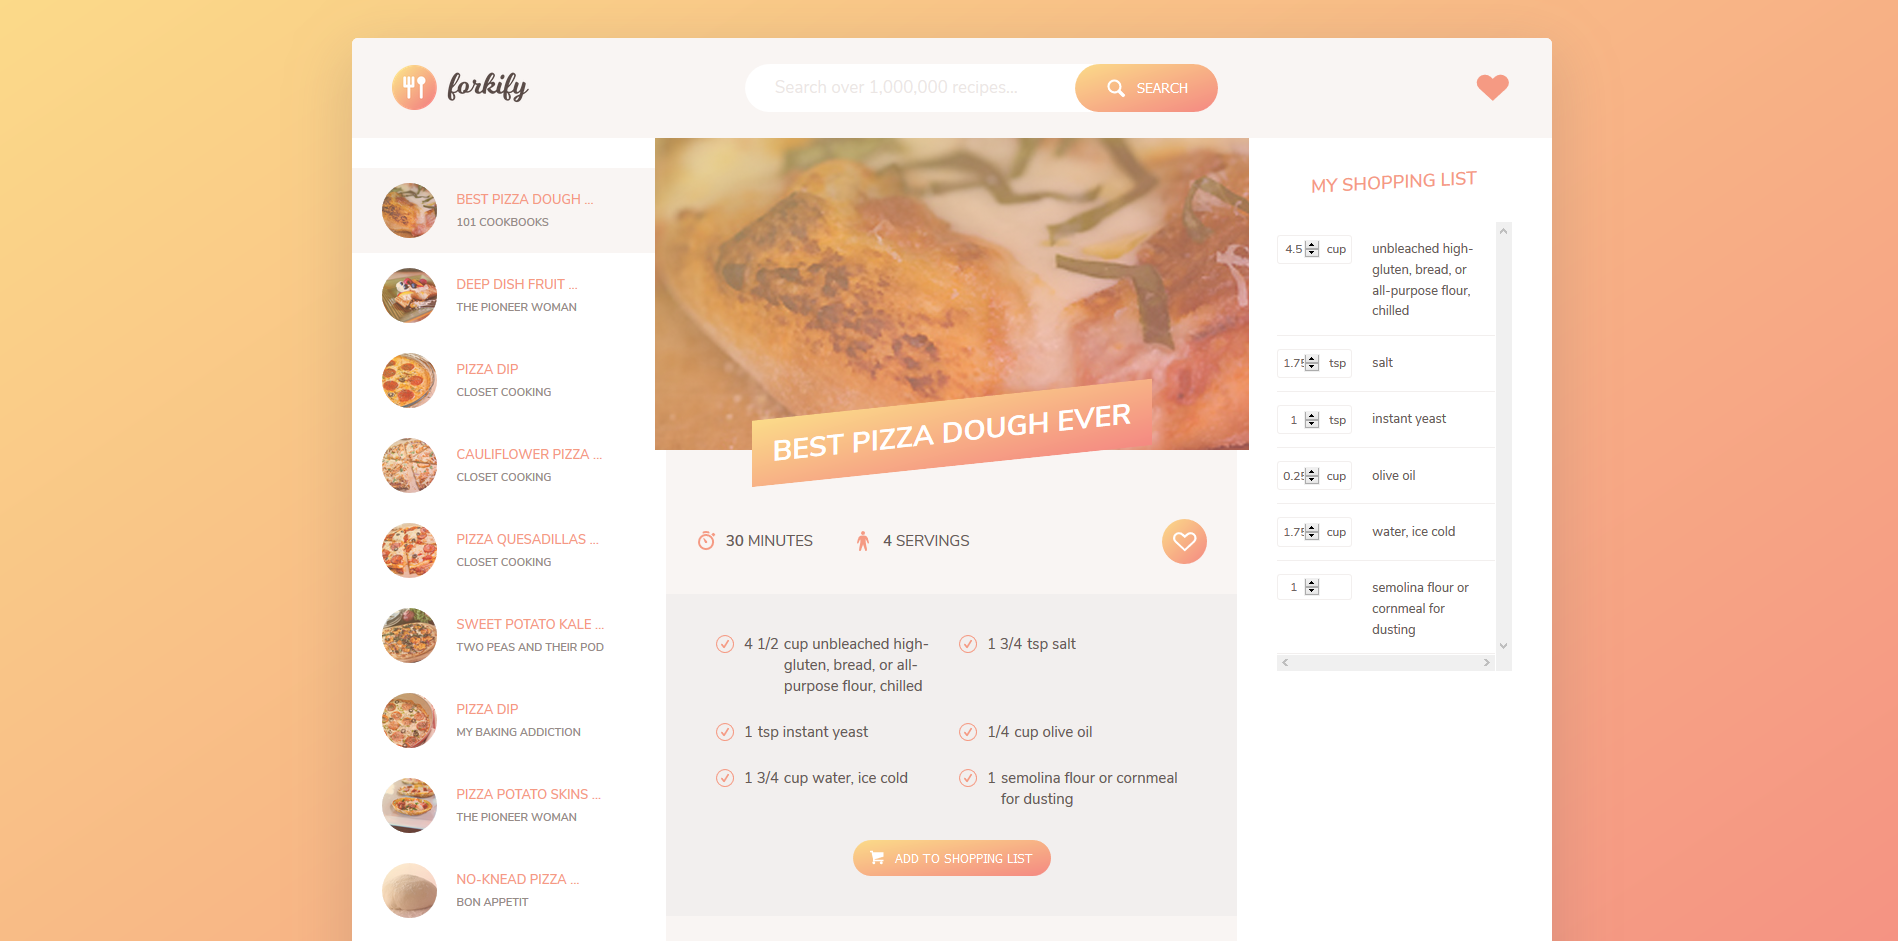 forkify
Search over 1,000,000 recipes...
SEARCH
BEST PIZZA DOUGH ...
101 COOKBOOKS
DEEP DISH FRUIT ...
THE PIONEER WOMAN
PIZZA DIP
CLOSET COOKING
CAULIFLOWER PIZZA ...
CLOSET COOKING
PIZZA QUESADILLAS ...
CLOSET COOKING
SWEET POTATO KALE ...
TWO PEAS AND THEIR POD
PIZZA DIP
MY BAKING ADDICTION
PIZZA POTATO SKINS ...
THE PIONEER WOMAN
NO-KNEAD PIZZA ...
BON APPETIT
BEST PIZZA DOUGH EVER
30 MINUTES
4 SERVINGS
4 1/2 cup unbleached high-
gluten, bread, or all-
purpose flour, chilled
1 3/4 tsp salt
1 tsp instant yeast
1/4 cup olive oil
1 3/4 cup water, ice cold
1 semolina flour or cornmeal
for dusting
ADD TO SHOPPING LIST
MY SHOPPING LIST
4.5 cup unbleached high-
gluten, bread, or
all-purpose flour,
chilled
1.75 tsp salt
1 tsp instant yeast
0.25 cup olive oil
1.75 cup water, ice cold
1 semolina flour or
cornmeal for
dusting